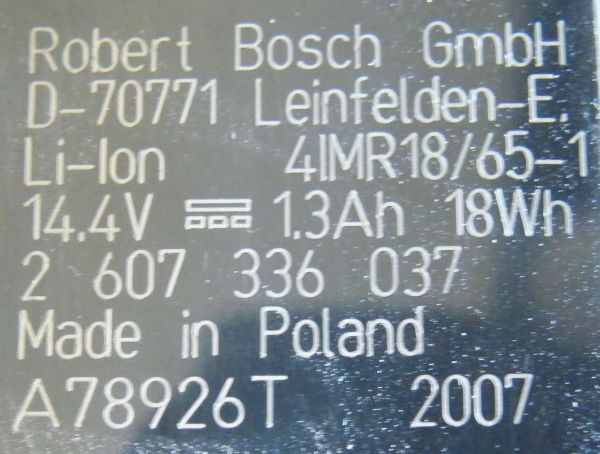 Robert Bosch GmbH
D-70771 Leinfelden-E.
Li-Ion 4IMR18/65-1
14.4V ⎓ 1.3Ah 18Wh
2 607 336 037
Made in Poland
A78926T 2007